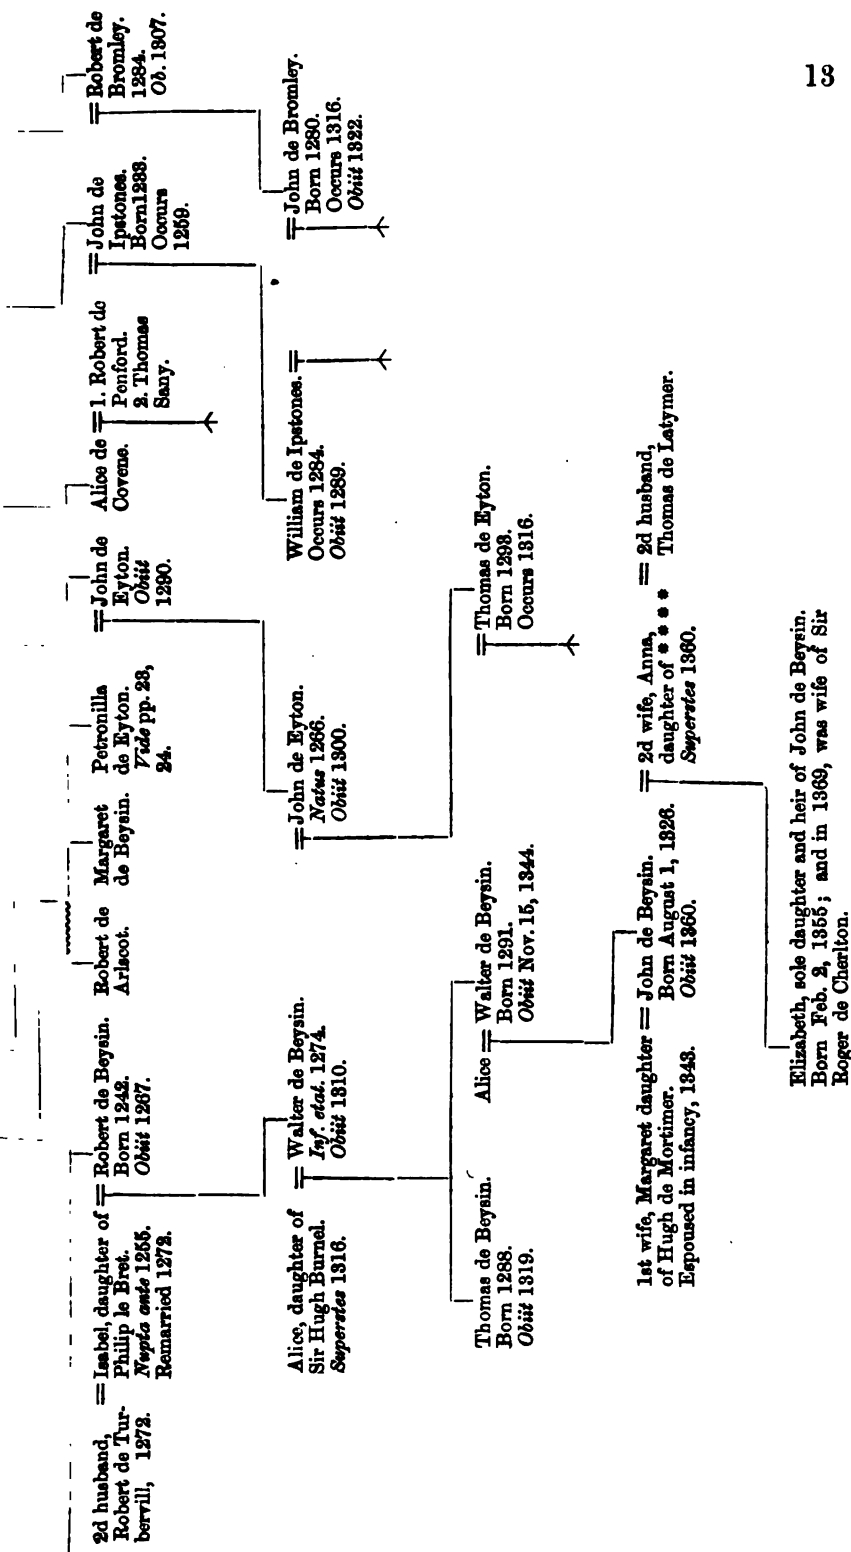 13
2d husband,
Robert de Tur-
bervill, 1272.
= Isabel, daughter of
Philip le Bret.
Nupta ante 1255.
Remarried 1272.
= Robert de Beysin.
Born 1242.
Obiit 1267.
Robert de
Ariscot.
Margaret
de Beysin.
Petronilla
de Eyton.
Vide pp. 23,
24.
= John de
Eyton.
Obiit
1290.
Alice de
Covene.
= 1. Robert de
Penford.
2. Thomas
Sany.
= John de
Ipstones.
Born 1233.
Occurs
1259.
= Robert de
Bromley.
1284.
Ob. 1307.
Alice, daughter of
Sir Hugh Burnel.
Superstes 1316.
= Walter de Beysin.
Inf. etat. 1274.
Obiit 1310.
= John de Eyton.
Natus 1266.
Obiit 1300.
William de Ipstones. =
Occurs 1284.
Obiit 1289.
= John de Bromley.
Born 1280.
Occurs 1316.
Obiit 1322.
Thomas de Beysin.
Born 1288.
Obiit 1319.
Alice = Walter de Beysin.
Born 1291.
Obiit Nov. 15, 1344.
= Thomas de Eyton.
Born 1293.
Occurs 1316.
1st wife, Margaret daughter
of Hugh de Mortimer.
Espoused in infancy, 1343.
= John de Beysin.
Born August 1, 1326.
Obiit 1360.
= 2d wife, Anna,
daughter of * * * *
Superstes 1360.
= 2d husband,
Thomas de Latymer.
Elizabeth, sole daughter and heir of John de Beysin.
Born Feb. 2, 1355; and in 1369, was wife of Sir
Roger de Cherlton.